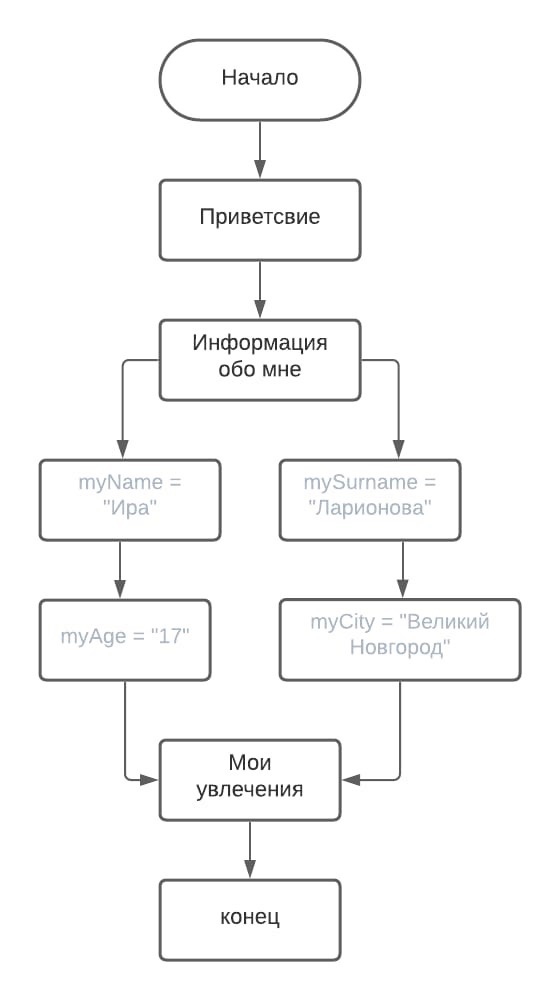 Начало
Приветсвие
Информация
обо мне
myName =
"Ира"
mySurname =
"Ларионова"
myAge = "17"
myCity = "Великий
Новгород"
Мои
увлечения
конец